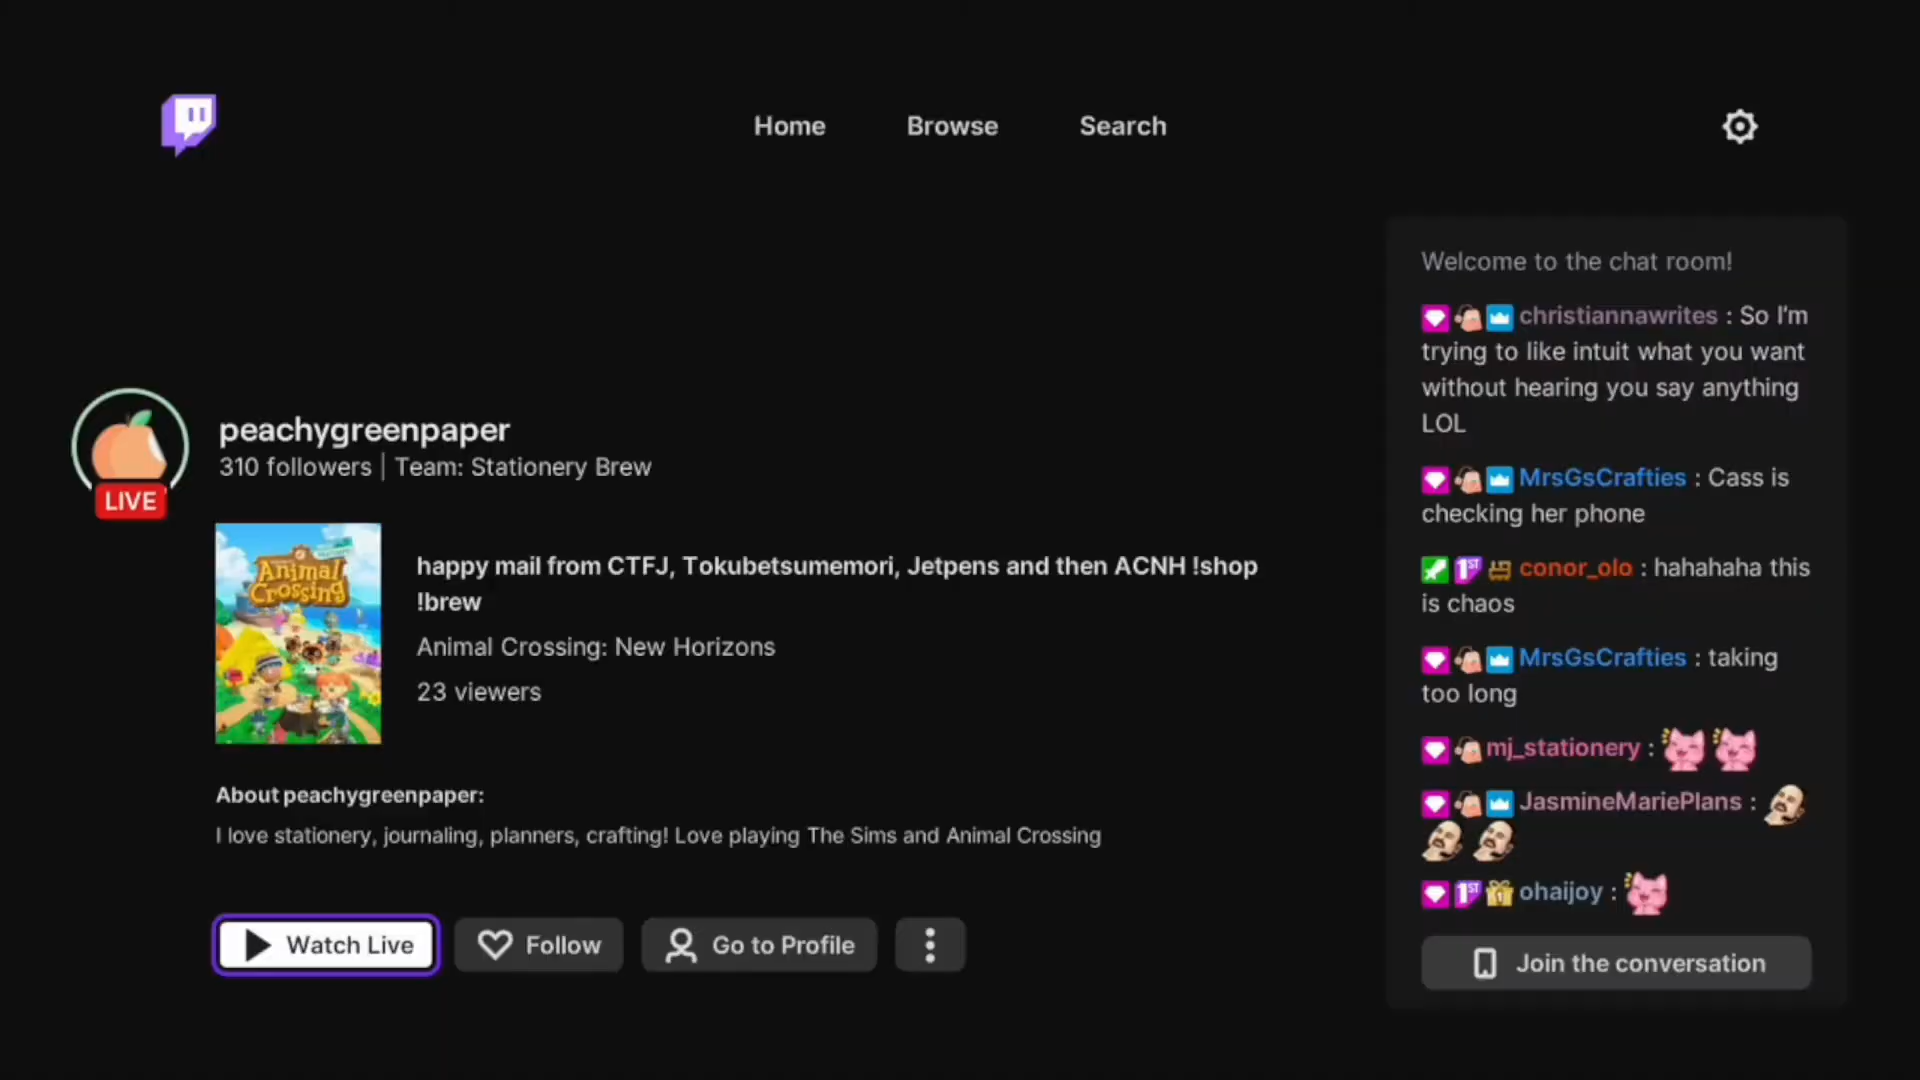 Home
Browse
Search
Welcome to the chat room!
christiannawrites : So I'm
trying to like intuit what you want
without hearing you say anything
LOL
MrsGsCrafties : Cass is
checking her phone
1ST conor_olo : hahahaha this
is chaos
MrsGsCrafties : taking
too long
mj_stationery :
JasmineMariePlans :
1ST 1 ohaijoy :
Join the conversation
LIVE
peachygreenpaper
310 followers | Team: Stationery Brew
Animal
Crossing
happy mail from CTFJ, Tokubetsumemori, Jetpens and then ACNH !shop
!brew
Animal Crossing: New Horizons
23 viewers
About peachygreenpaper:
I love stationery, journaling, planners, crafting! Love playing The Sims and Animal Crossing
Watch Live
Follow
Go to Profile